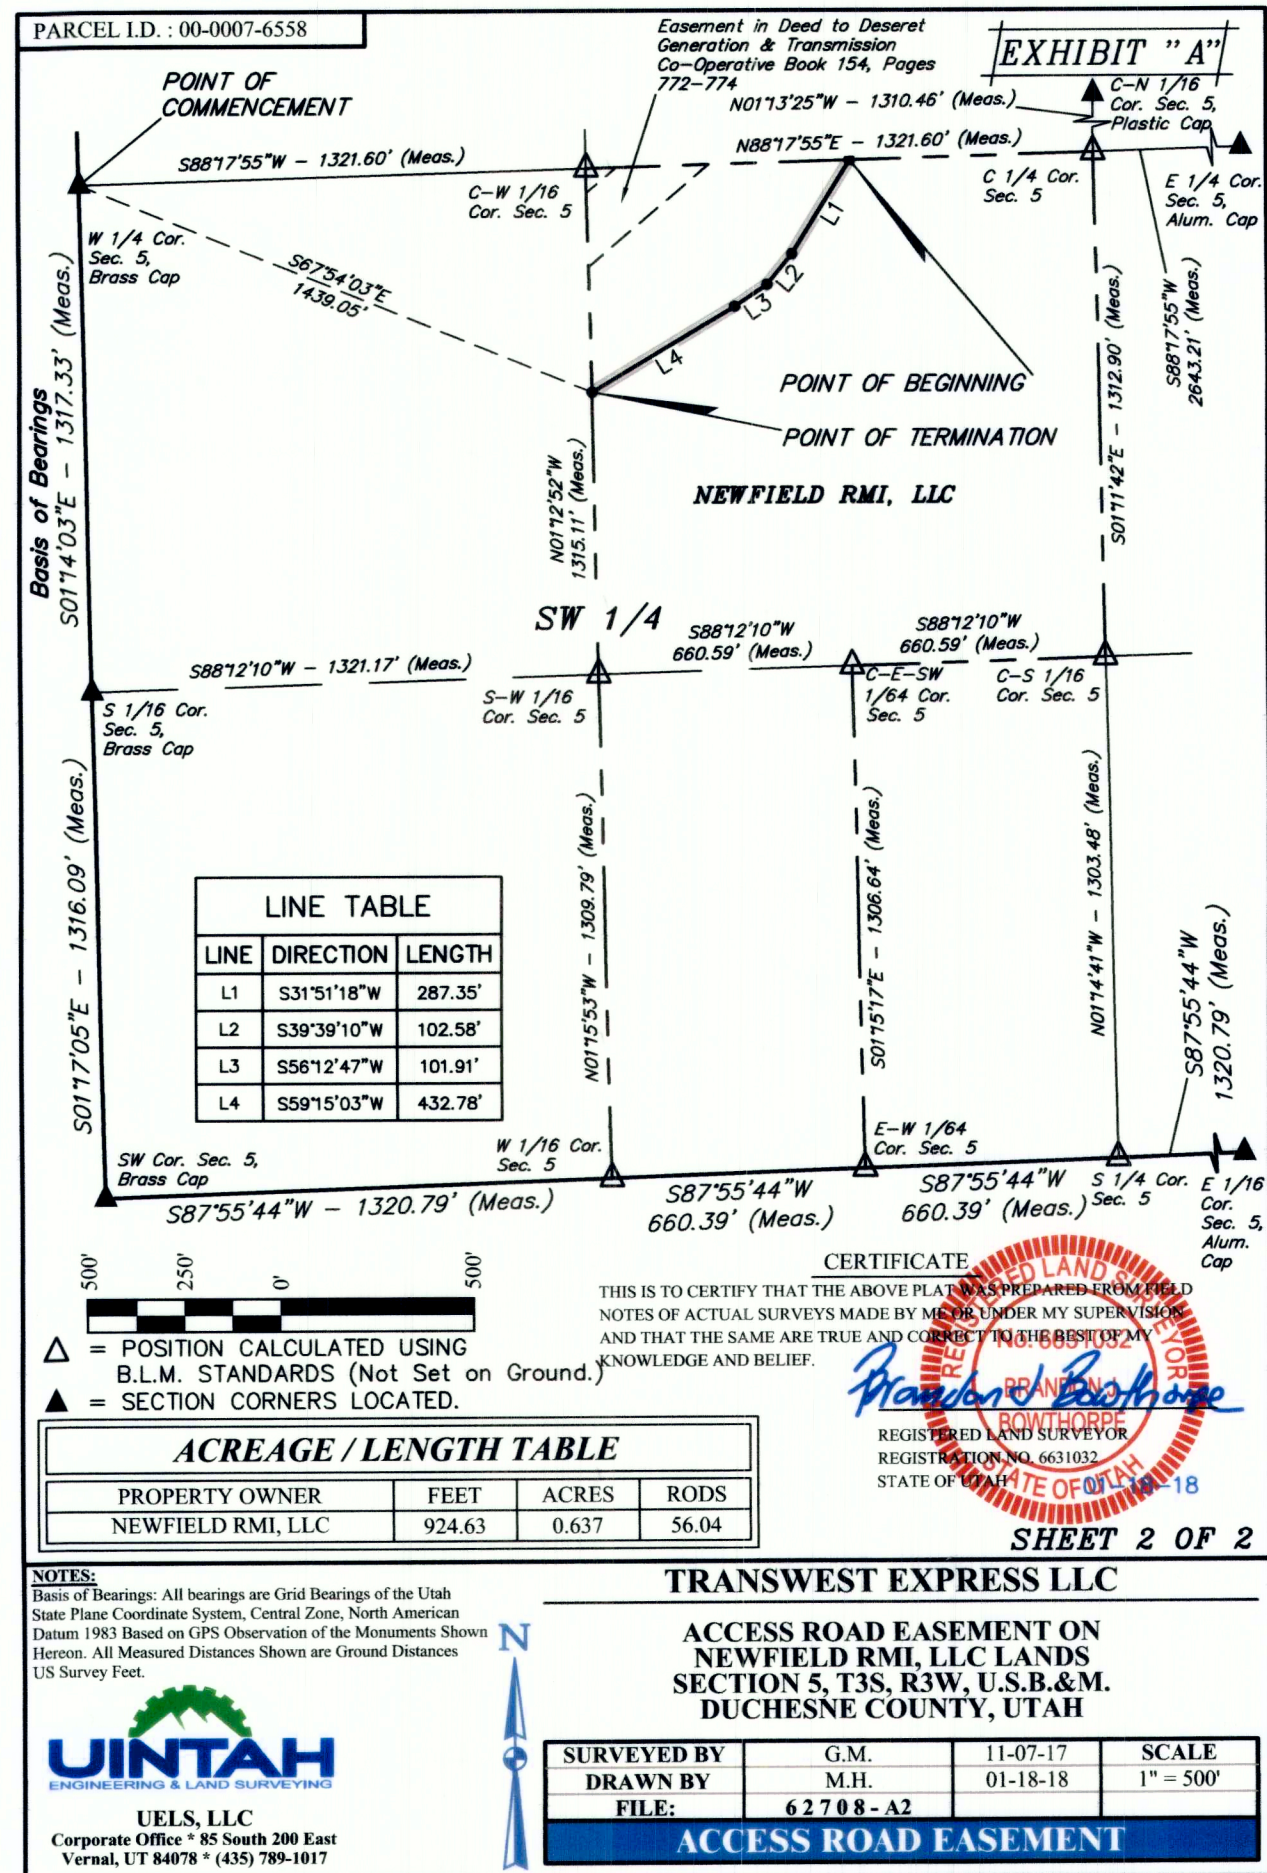 PARCEL I.D. : 00-0007-6558
Easement in Deed to Deseret
Generation & Transmission
Co-Operative Book 154, Pages
772-774
EXHIBIT "A"
POINT OF
COMMENCEMENT
N01°13'25"W - 1310.46' (Meas.)
C-N 1/16
Cor. Sec. 5,
Plastic Cap
S88°17'55"W - 1321.60' (Meas.)
N88°17'55"E - 1321.60' (Meas.)
C-W 1/16
Cor. Sec. 5
C 1/4 Cor.
Sec. 5
E 1/4 Cor.
Sec. 5,
Alum. Cap
W 1/4 Cor.
Sec. 5,
Brass Cap
S67°54'03"E
1439.05'
L1
L2
L3
L4
S88°17'55"W
2643.21' (Meas.)
Basis of Bearings
S01°14'03"E - 1317.33' (Meas.)
POINT OF BEGINNING
POINT OF TERMINATION
N01°12'52"W
1315.11' (Meas.)
S01°11'42"E - 1312.90' (Meas.)
NEWFIELD RMI, LLC
SW 1/4
S88°12'10"W - 1321.17' (Meas.)
S88°12'10"W
660.59' (Meas.)
S88°12'10"W
660.59' (Meas.)
S 1/16 Cor.
Sec. 5,
Brass Cap
S-W 1/16
Cor. Sec. 5
C-E-SW
1/64 Cor.
Sec. 5
C-S 1/16
Cor. Sec. 5
S01°17'05"E - 1316.09' (Meas.)
N01°15'53"W - 1309.79' (Meas.)
S01°15'17"E - 1306.64' (Meas.)
N01°14'41"W - 1303.48' (Meas.)
S87°55'44"W
1320.79' (Meas.)
LINE TABLE
LINE DIRECTION LENGTH
L1 S31°51'18"W 287.35'
L2 S39°39'10"W 102.58'
L3 S56°12'47"W 101.91'
L4 S59°15'03"W 432.78'
SW Cor. Sec. 5,
Brass Cap
W 1/16 Cor.
Sec. 5
E-W 1/64
Cor. Sec. 5
S 1/4 Cor.
Sec. 5
E 1/16
Cor.
Sec. 5,
Alum.
Cap
S87°55'44"W - 1320.79' (Meas.)
S87°55'44"W
660.39' (Meas.)
S87°55'44"W
660.39' (Meas.)
500' 250' 0' 500'
△ = POSITION CALCULATED USING
B.L.M. STANDARDS (Not Set on Ground.)
▲ = SECTION CORNERS LOCATED.
CERTIFICATE
THIS IS TO CERTIFY THAT THE ABOVE PLAT WAS PREPARED FROM FIELD
NOTES OF ACTUAL SURVEYS MADE BY ME OR UNDER MY SUPERVISION
AND THAT THE SAME ARE TRUE AND CORRECT TO THE BEST OF MY
KNOWLEDGE AND BELIEF.
REGISTERED LAND SURVEYOR
No. 6631032
BRANDON J.
BOWTHORPE
STATE OF UTAH
Brandon J Bowthorpe
REGISTERED LAND SURVEYOR
REGISTRATION NO. 6631032
STATE OF UTAH
01-18-18
ACREAGE / LENGTH TABLE
PROPERTY OWNER FEET ACRES RODS
NEWFIELD RMI, LLC 924.63 0.637 56.04
SHEET 2 OF 2
NOTES:
Basis of Bearings: All bearings are Grid Bearings of the Utah
State Plane Coordinate System, Central Zone, North American
Datum 1983 Based on GPS Observation of the Monuments Shown
Hereon. All Measured Distances Shown are Ground Distances
US Survey Feet.
N
UINTAH
ENGINEERING & LAND SURVEYING
UELS, LLC
Corporate Office * 85 South 200 East
Vernal, UT 84078 * (435) 789-1017
TRANSWEST EXPRESS LLC
ACCESS ROAD EASEMENT ON
NEWFIELD RMI, LLC LANDS
SECTION 5, T3S, R3W, U.S.B.&M.
DUCHESNE COUNTY, UTAH
SURVEYED BY G.M. 11-07-17 SCALE
DRAWN BY M.H. 01-18-18 1" = 500'
FILE: 62708-A2
ACCESS ROAD EASEMENT